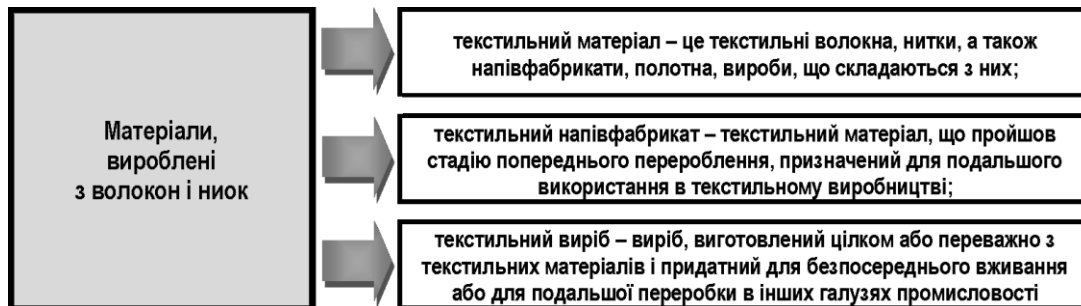 Матеріали,
вироблені
з волокон і ниок
текстильний матеріал – це текстильні волокна, нитки, а також
напівфабрикати, полотна, вироби, що складаються з них;
текстильний напівфабрикат – текстильний матеріал, що пройшов
стадію попереднього перероблення, призначений для подальшого
використання в текстильному виробництві;
текстильний виріб – виріб, виготовлений цілком або переважно з
текстильних матеріалів і придатний для безпосереднього вживання
або для подальшої переробки в інших галузях промисловості